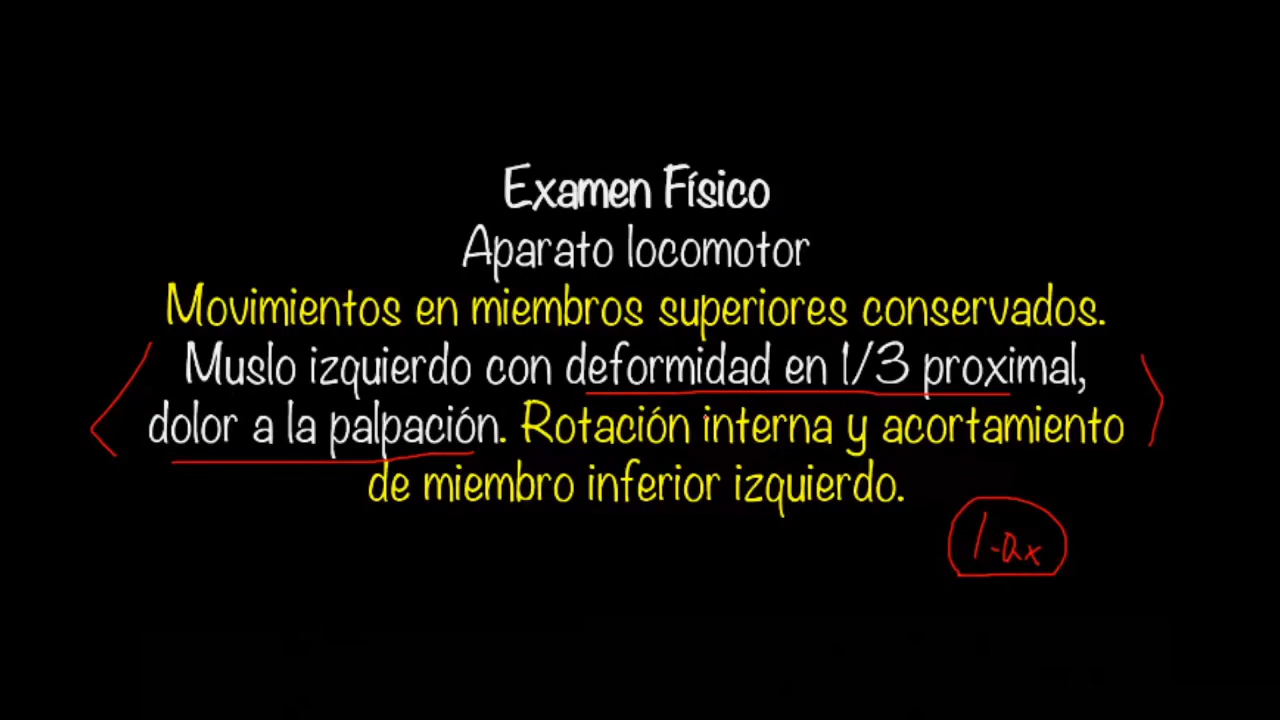 Examen Físico
Aparato locomotor
Movimientos en miembros superiores conservados.
Muslo izquierdo con deformidad en 1/3 proximal,
dolor a la palpación. Rotación interna y acortamiento
de miembro inferior izquierdo.